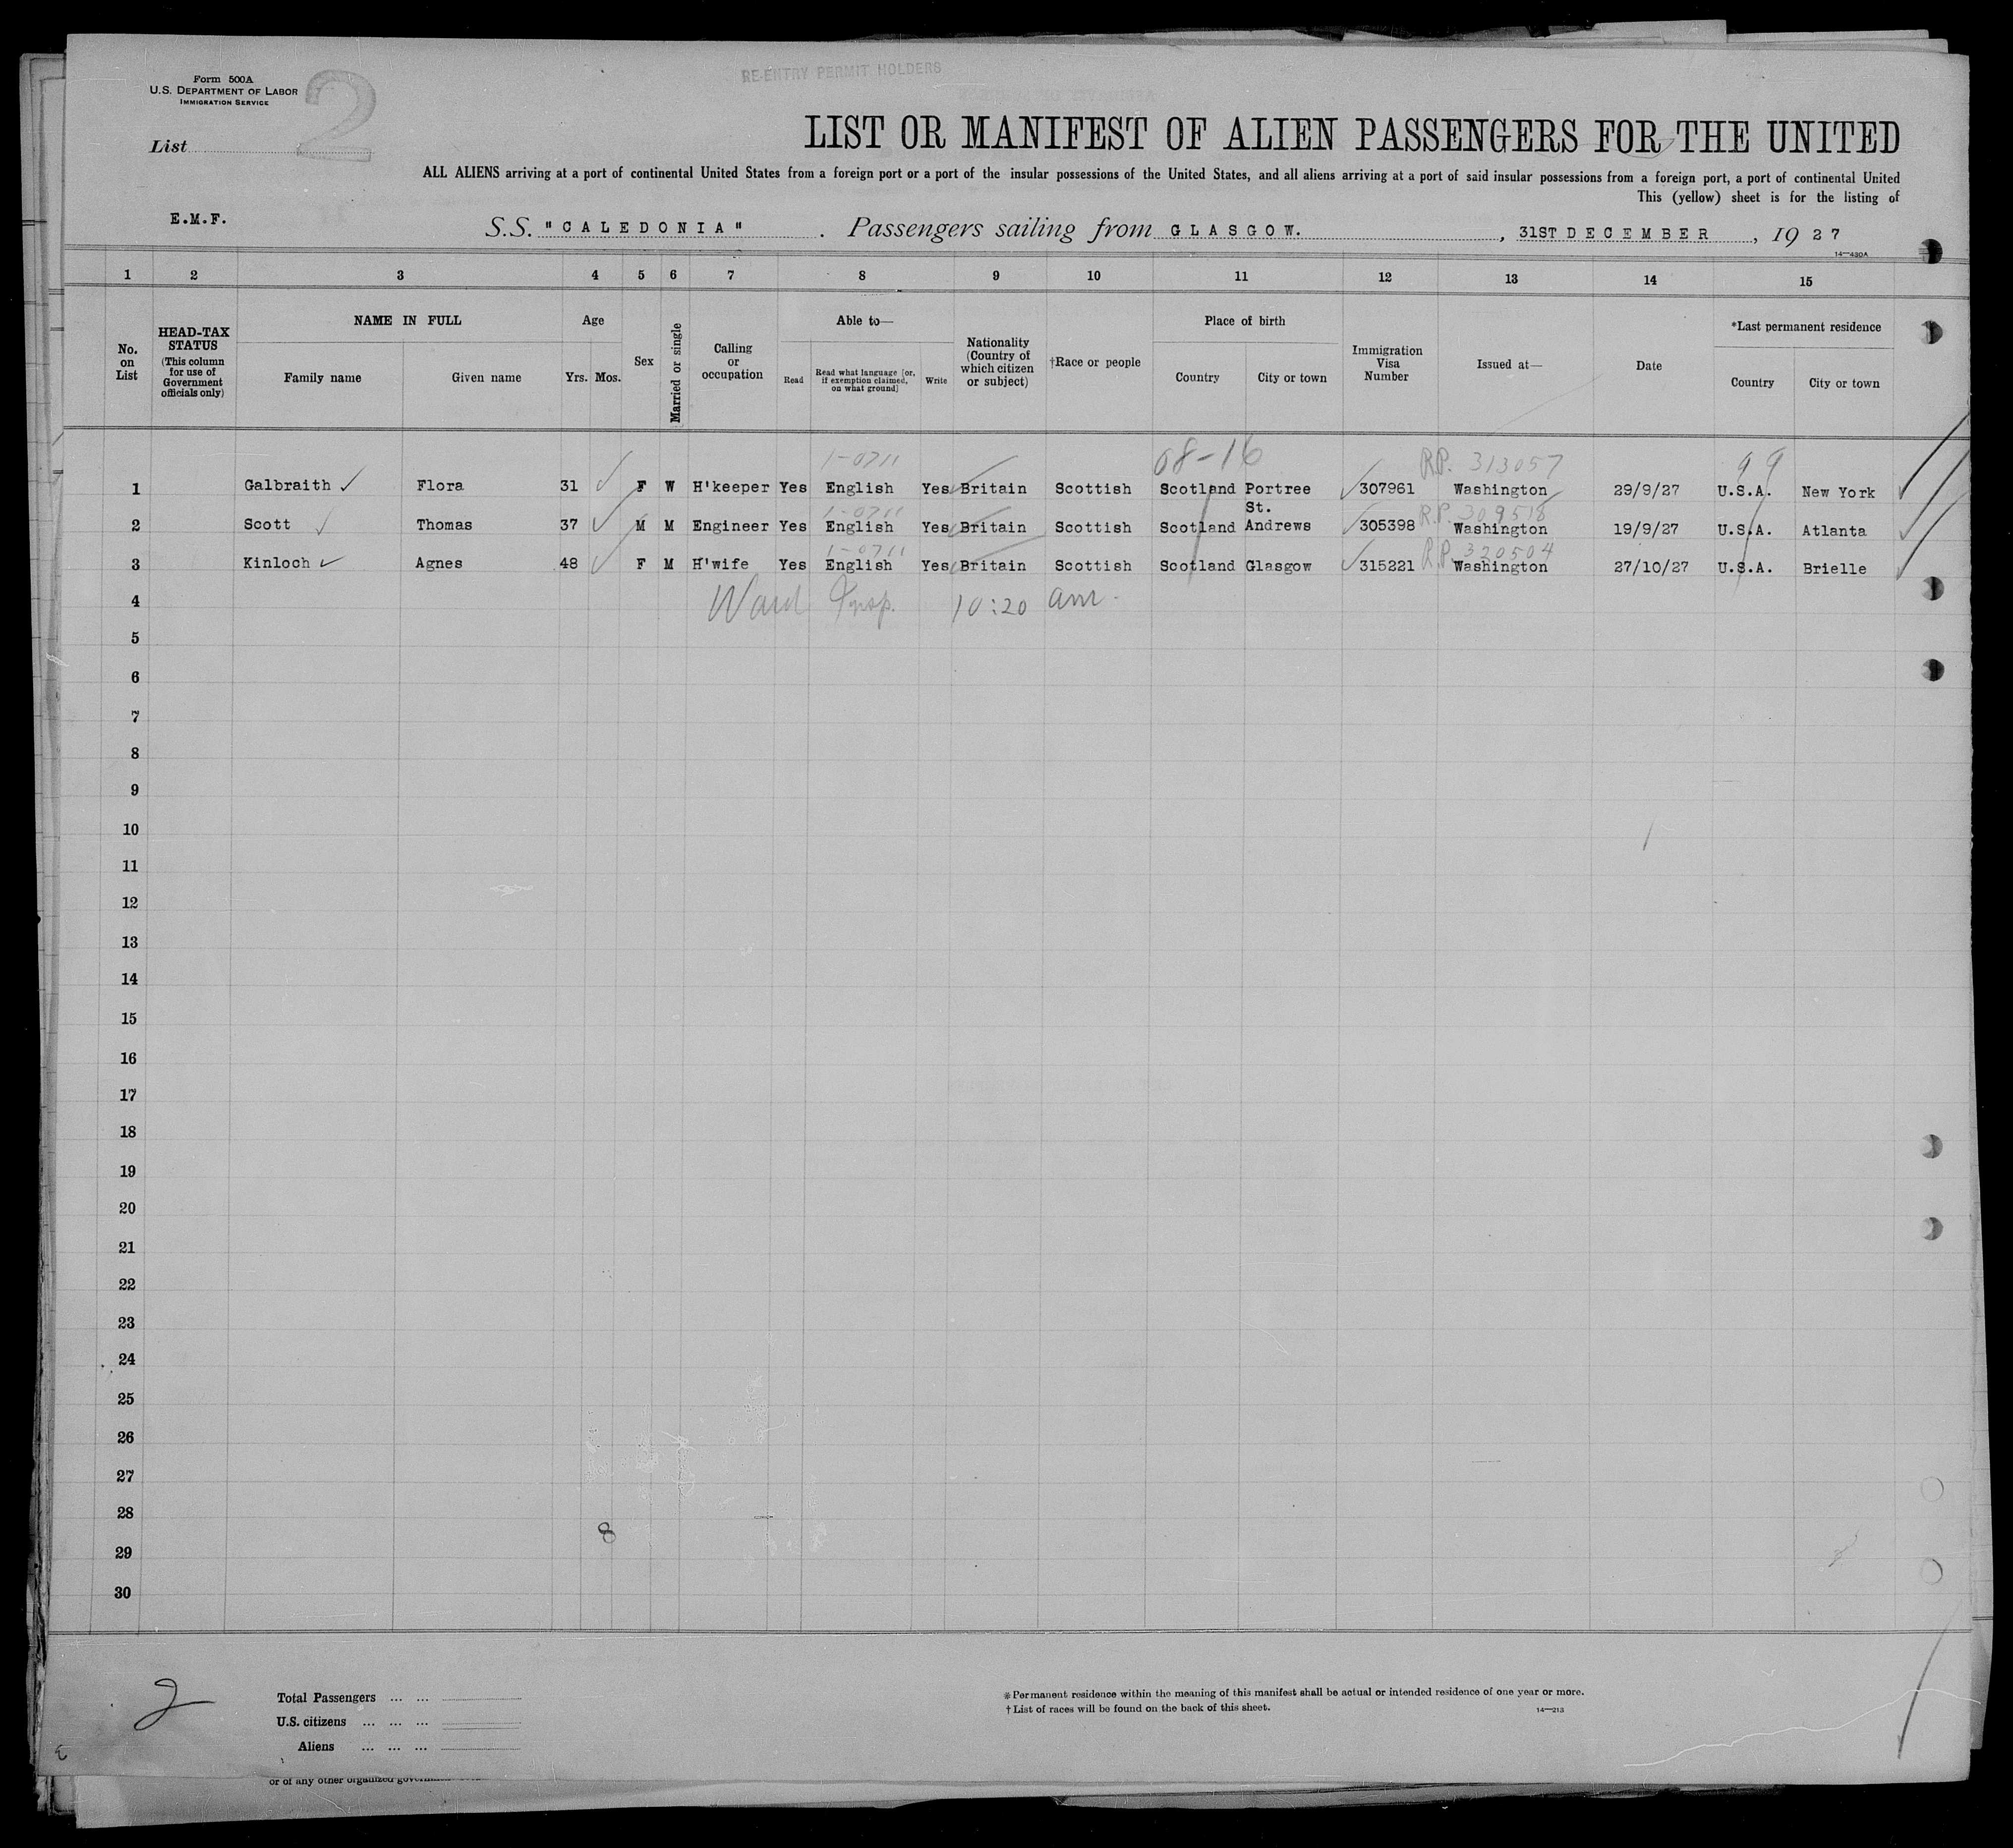 RE-ENTRY PERMIT HOLDERS
Form 500A
U.S. DEPARTMENT OF LABOR
IMMIGRATION SERVICE
2
List
LIST OR MANIFEST OF ALIEN PASSENGERS FOR THE UNITED
ALL ALIENS arriving at a port of continental United States from a foreign port or a port of the insular possessions of the United States, and all aliens arriving at a port of said insular possessions from a foreign port, a port of continental United
This (yellow) sheet is for the listing of
E.M.F.
S.S. "CALEDONIA". Passengers sailing from GLASGOW., 31ST DECEMBER, 1927
14—430A
1 2 3 4 5 6 7 8 9 10 11 12 13 14 15
No. on List HEAD-TAX STATUS (This column for use of Government officials only) NAME IN FULL Family name Given name Age Yrs. Mos. Sex Married or single Calling or occupation Able to— Read Read what language [or, if exemption claimed, on what ground] Write Nationality (Country of which citizen or subject) †Race or people Place of birth Country City or town Immigration Visa Number Issued at— Date *Last permanent residence Country City or town
1-0711 08-16 R.P. 313057 99
1 Galbraith Flora 31 F W H'keeper Yes English Yes Britain Scottish Scotland Portree 307961 Washington 29/9/27 U.S.A. New York
1-0711 R.P. 309518
2 Scott Thomas 37 M M Engineer Yes English Yes Britain Scottish Scotland St. Andrews 305398 Washington 19/9/27 U.S.A. Atlanta
1-0711 R.P. 320504
3 Kinloch Agnes 48 F M H'wife Yes English Yes Britain Scottish Scotland Glasgow 315221 Washington 27/10/27 U.S.A. Brielle
4 Ward Insp. 10:20 am.
5
6
7
8
9
10
11
12
13
14
15
16
17
18
19
20
21
22
23
24
25
26
27
28
8
29
30
2
Total Passengers ... ...
U.S. citizens ... ... ...
Aliens ... ... ...
* Permanent residence within the meaning of this manifest shall be actual or intended residence of one year or more.
† List of races will be found on the back of this sheet.
14—213
or of any other organized